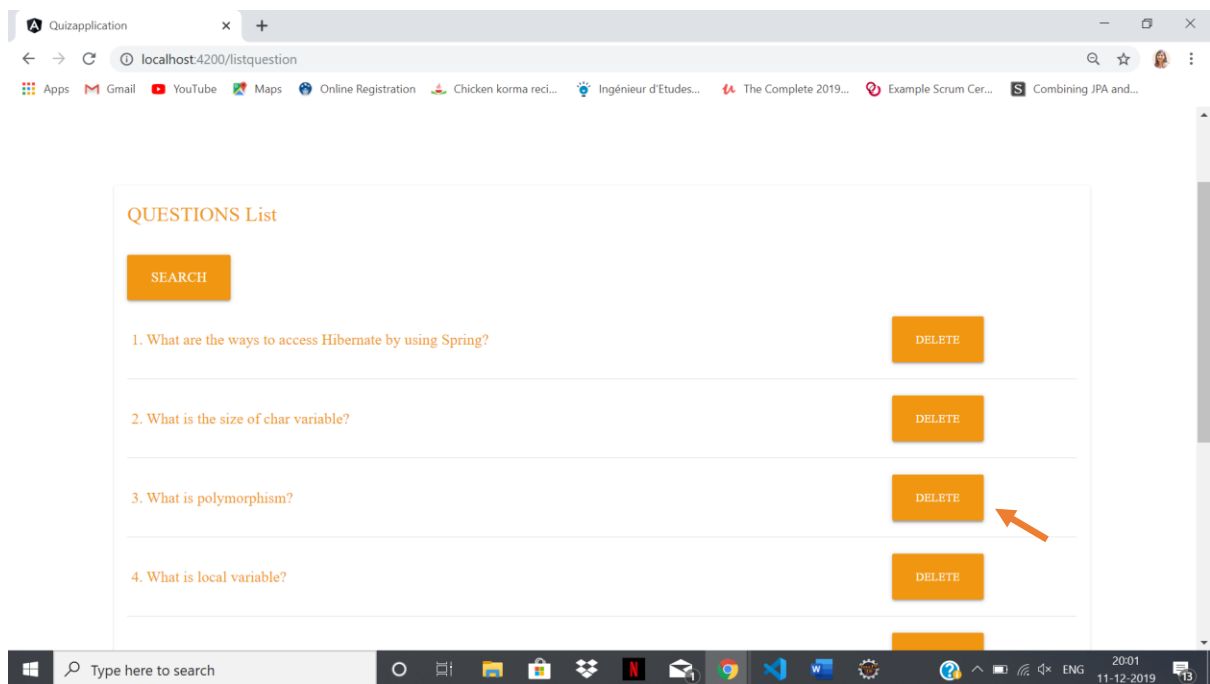 Quizapplication
localhost:4200/listquestion
Apps Gmail YouTube Maps Online Registration Chicken korma reci... Ingénieur d'Etudes... The Complete 2019... Example Scrum Cer... S Combining JPA and...
QUESTIONS List
SEARCH
1. What are the ways to access Hibernate by using Spring? DELETE
2. What is the size of char variable? DELETE
3. What is polymorphism? DELETE
4. What is local variable? DELETE
Type here to search ENG 20:01
11-12-2019 13